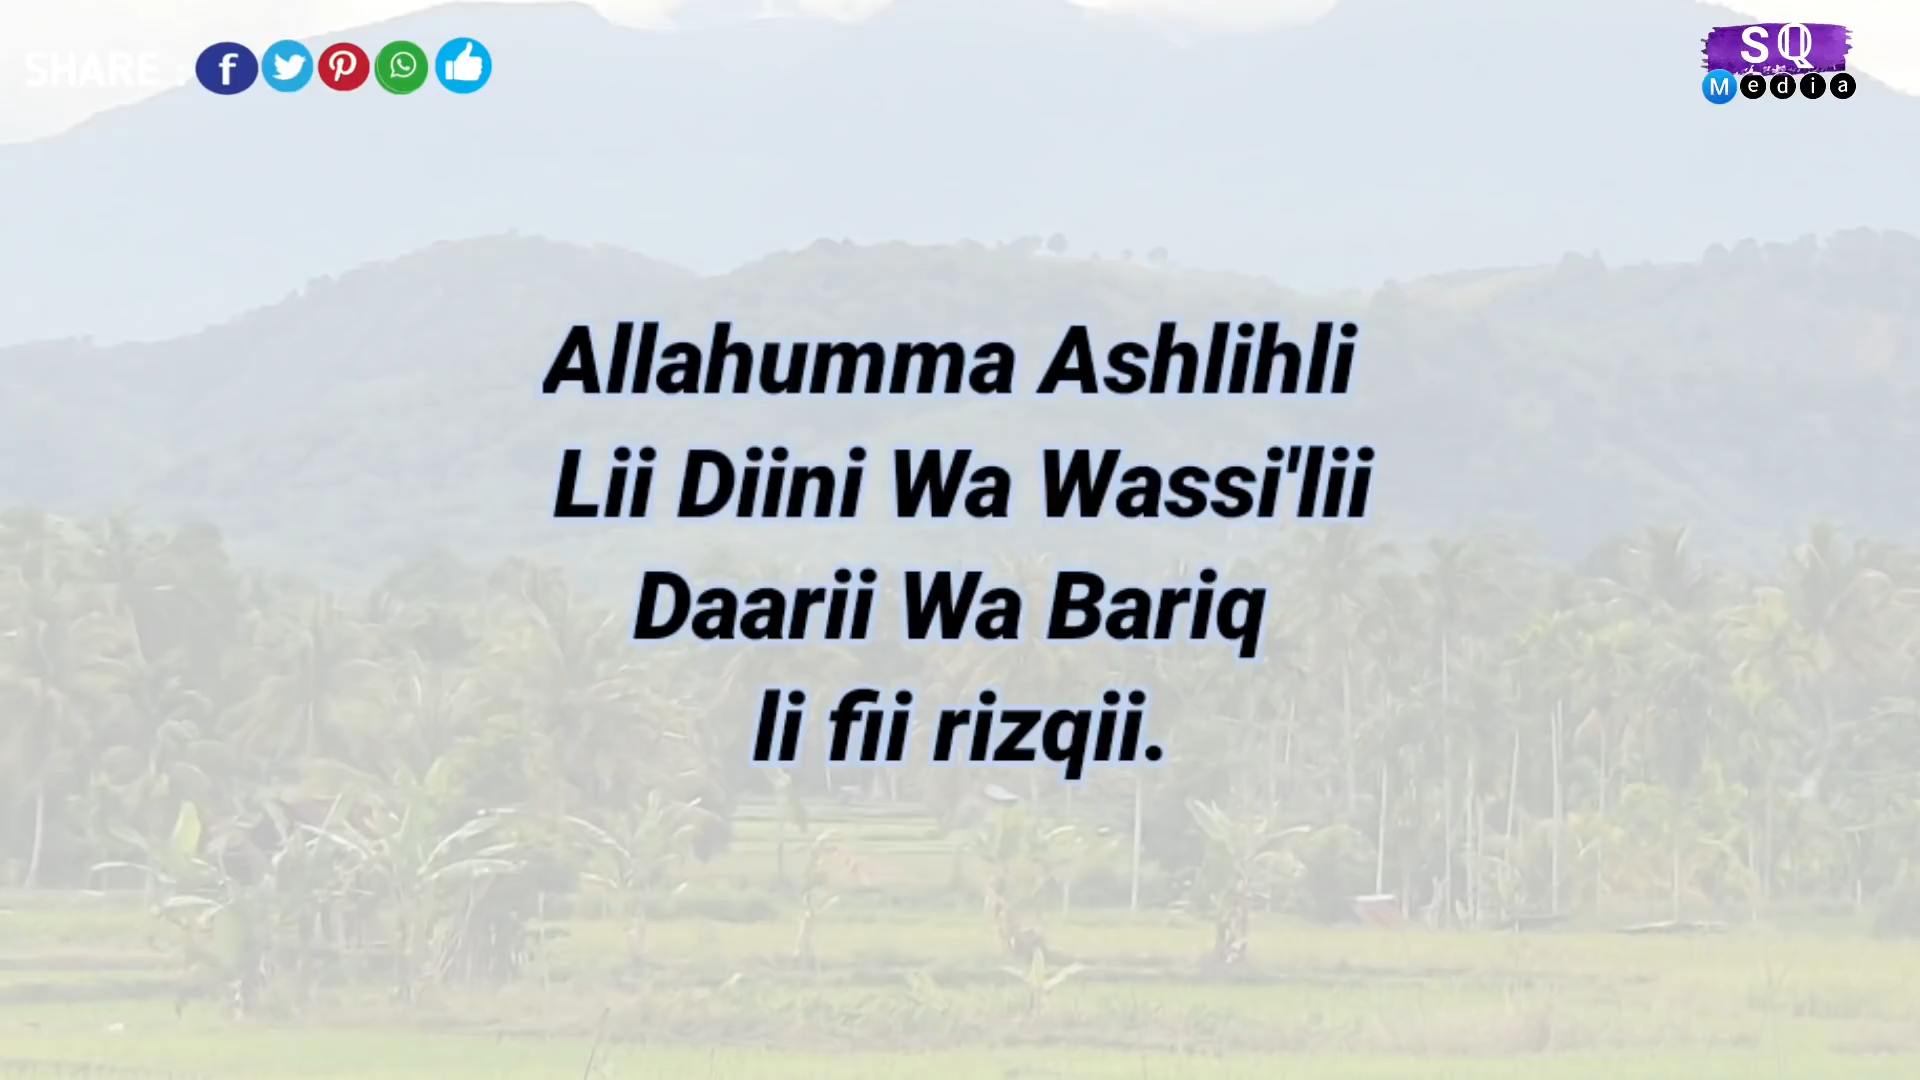 SHARE :
SQ
Media
Allahumma Ashlihli
Lii Diini Wa Wassi'lii
Daarii Wa Bariq
li fii rizqii.